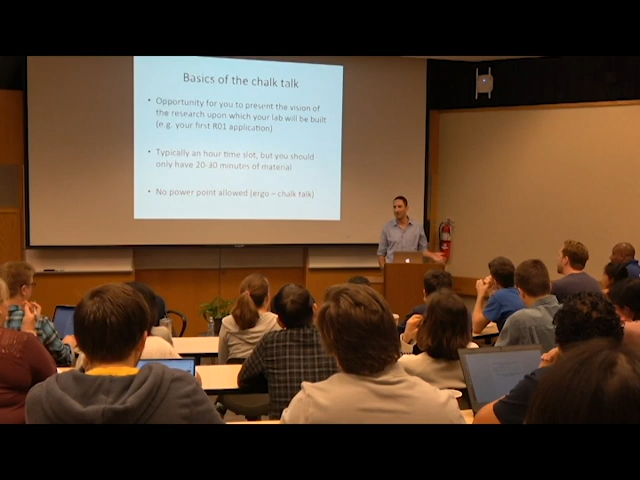 Basics of the chalk talk
• Opportunity for you to present the vision of
the research upon which your lab will be built
(e.g. your first R01 application)
• Typically an hour time slot, but you should
only have 20-30 minutes of material
• No power point allowed (ergo – chalk talk)